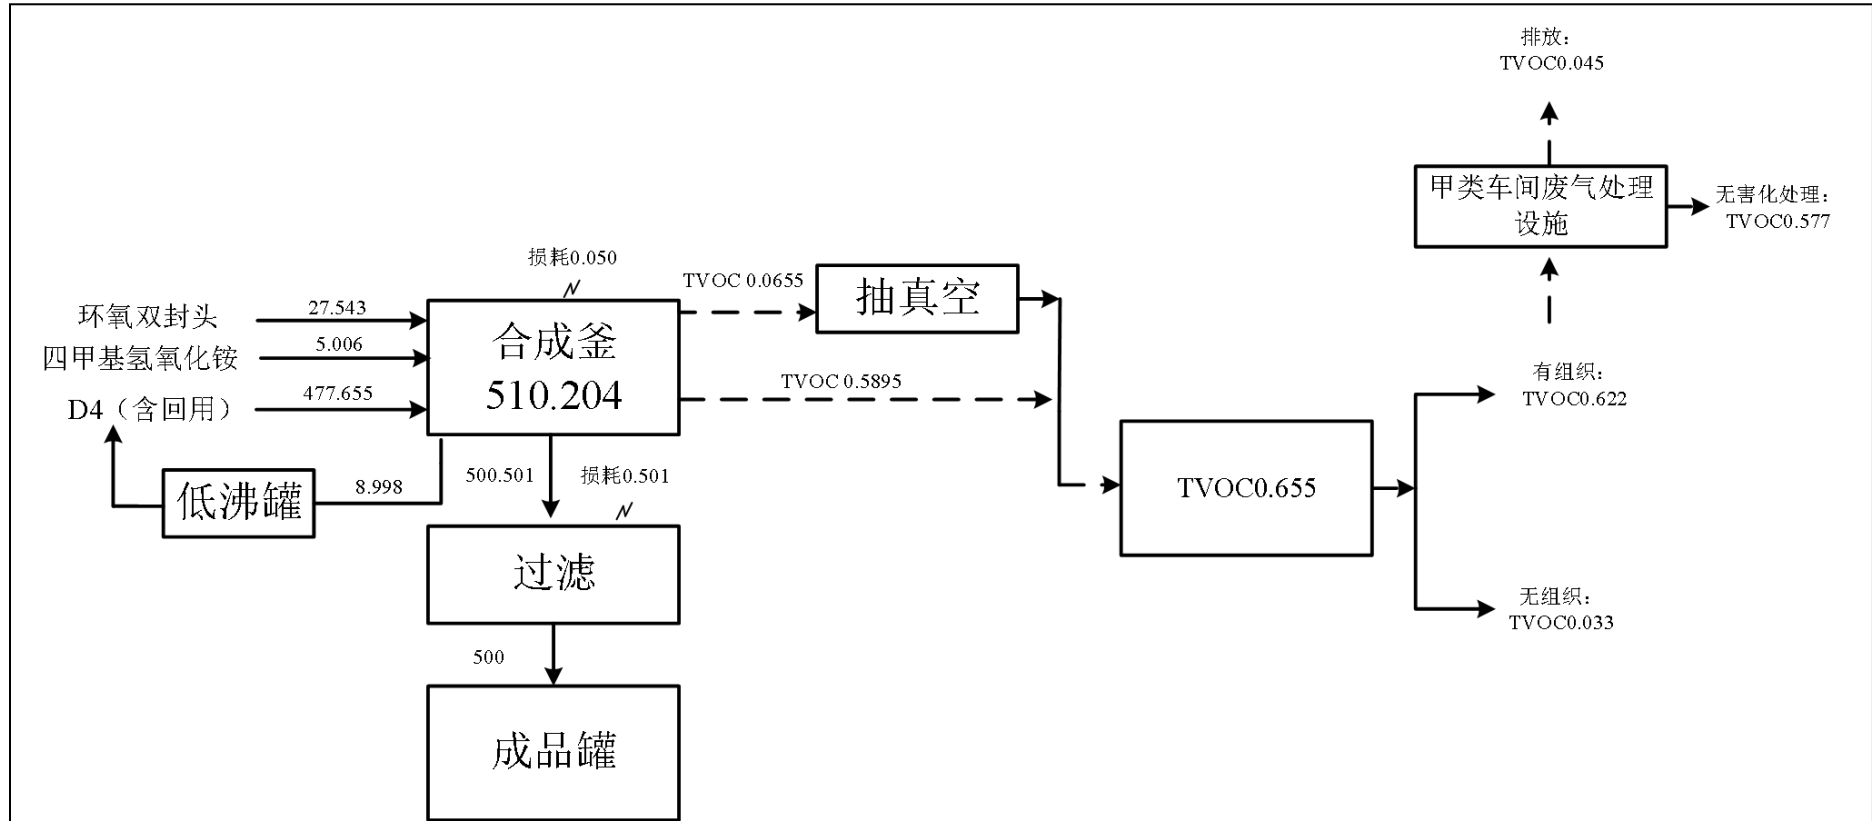 排放：
TVOC0.045
甲类车间废气处理
设施
无害化处理：
TVOC0.577
损耗0.050
TVOC 0.0655
抽真空
环氧双封头
27.543
合成釜
510.204
四甲基氢氧化铵
5.006
D4（含回用）
477.655
TVOC 0.5895
有组织：
TVOC0.622
低沸罐
8.998
500.501
损耗0.501
TVOC0.655
过滤
无组织：
TVOC0.033
500
成品罐